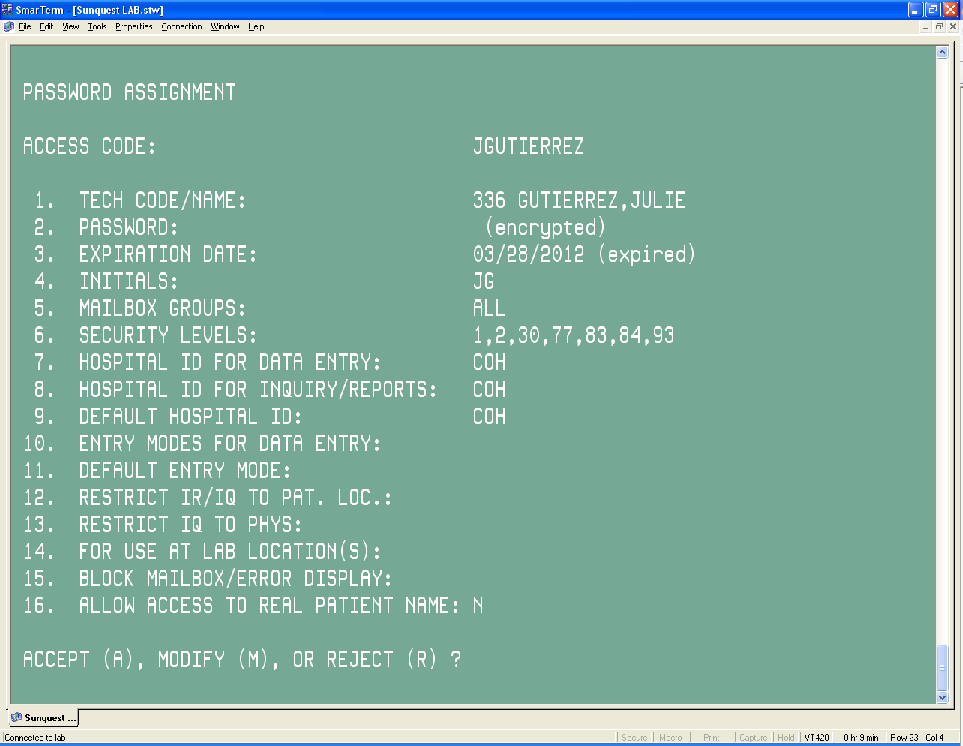 SmarTerm - [Sunquest LAB.stw]
File Edit View Tools Properties Connection Window Help
PASSWORD ASSIGNMENT
ACCESS CODE: JGUTIERREZ
1. TECH CODE/NAME: 336 GUTIERREZ,JULIE
2. PASSWORD: (encrypted)
3. EXPIRATION DATE: 03/28/2012 (expired)
4. INITIALS: JG
5. MAILBOX GROUPS: ALL
6. SECURITY LEVELS: 1,2,30,77,83,84,93
7. HOSPITAL ID FOR DATA ENTRY: COH
8. HOSPITAL ID FOR INQUIRY/REPORTS: COH
9. DEFAULT HOSPITAL ID: COH
10. ENTRY MODES FOR DATA ENTRY:
11. DEFAULT ENTRY MODE:
12. RESTRICT IR/IQ TO PAT. LOC.:
13. RESTRICT IQ TO PHYS:
14. FOR USE AT LAB LOCATION(S):
15. BLOCK MAILBOX/ERROR DISPLAY:
16. ALLOW ACCESS TO REAL PATIENT NAME: N
ACCEPT (A), MODIFY (M), OR REJECT (R) ?
Sunquest ...
Connected to lab Secure Macro Print Capture Hold VT420 0 hr 9 min Row 23 Col 4